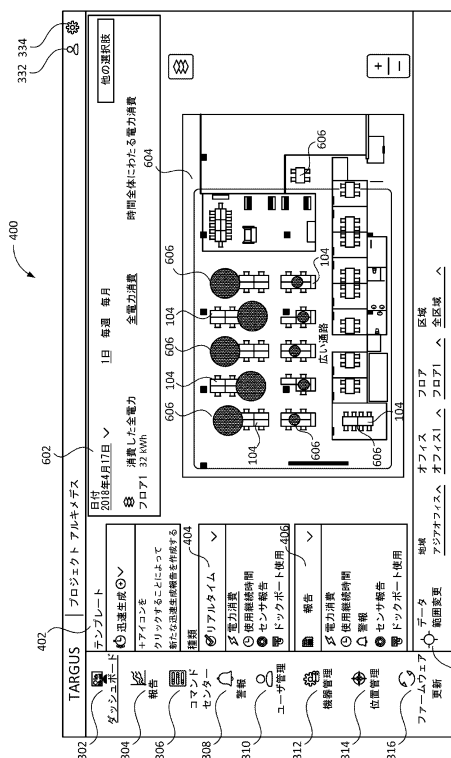 400
332
334
TARGUS
プロジェクト アルキメデス
402
302
ダッシュボード
304
報告
306
コマンド
センター
308
警報
310
ユーザ管理
312
機器管理
314
位置管理
316
ファームウェア
更新
テンプレート
迅速生成
+アイコンを
クリックすることによって
新たな迅速生成報告を作成する
種類
404
リアルタイム
電力消費
使用継続時間
センサ報告
ドックポート使用
406
報告
電力消費
使用継続時間
警報
センサ報告
ドックポート使用
602
日付
2018年4月17日
1日 毎週 毎月
他の選択肢
消費した全電力
フロア1 32 kWh
全電力消費
時間全体にわたる電力消費
604
606
104
606
104
606
606
104
606
104
広い通路
606
104
+
−
データ
範囲変更
地域
アジアオフィス
オフィス
オフィス1
フロア
フロア1
区域
全区域